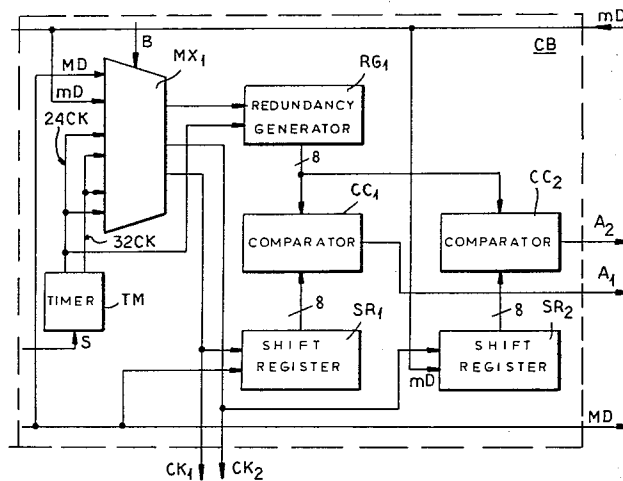 mD
B
CB
MD
MX1
RG1
mD
REDUNDANCY
GENERATOR
24CK
8
CC1
CC2
COMPARATOR
COMPARATOR
A2
32CK
A1
TIMER
TM
8
SR1
8
SR2
S
SHIFT
REGISTER
SHIFT
REGISTER
mD
MD
CK1
CK2